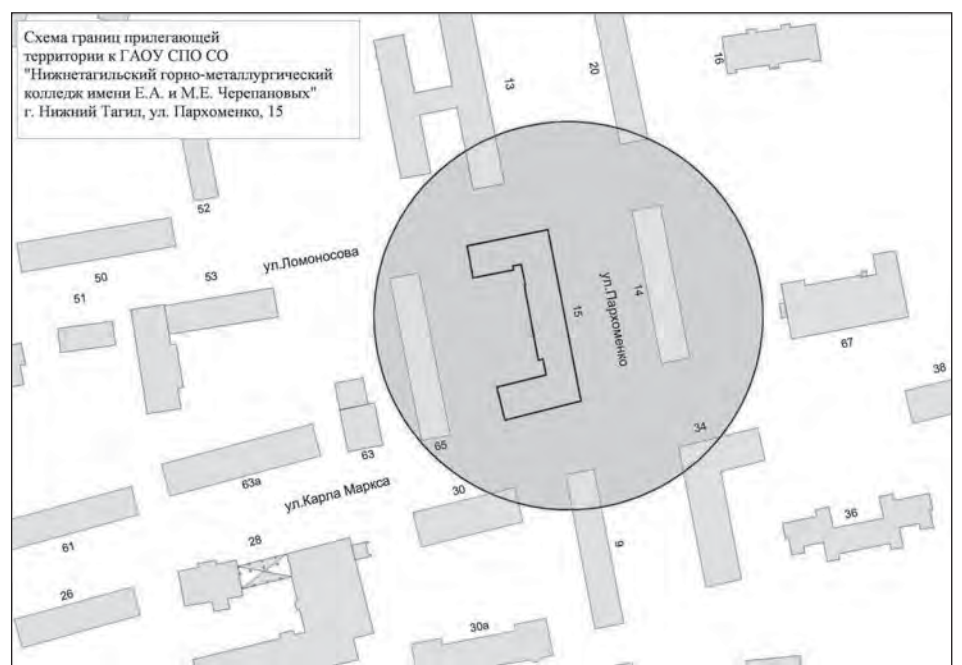 Схема границ прилегающей
территории к ГАОУ СПО СО
"Нижнетагильский горно-металлургический
колледж имени Е.А. и М.Е. Черепановых"
г. Нижний Тагил, ул. Пархоменко, 15
16
20
13
52
ул.Ломоносова
50
53
51
ул.Пархоменко
14
15
67
38
34
65
63
63а
30
ул.Карла Маркса
36
28
61
9
26
30а